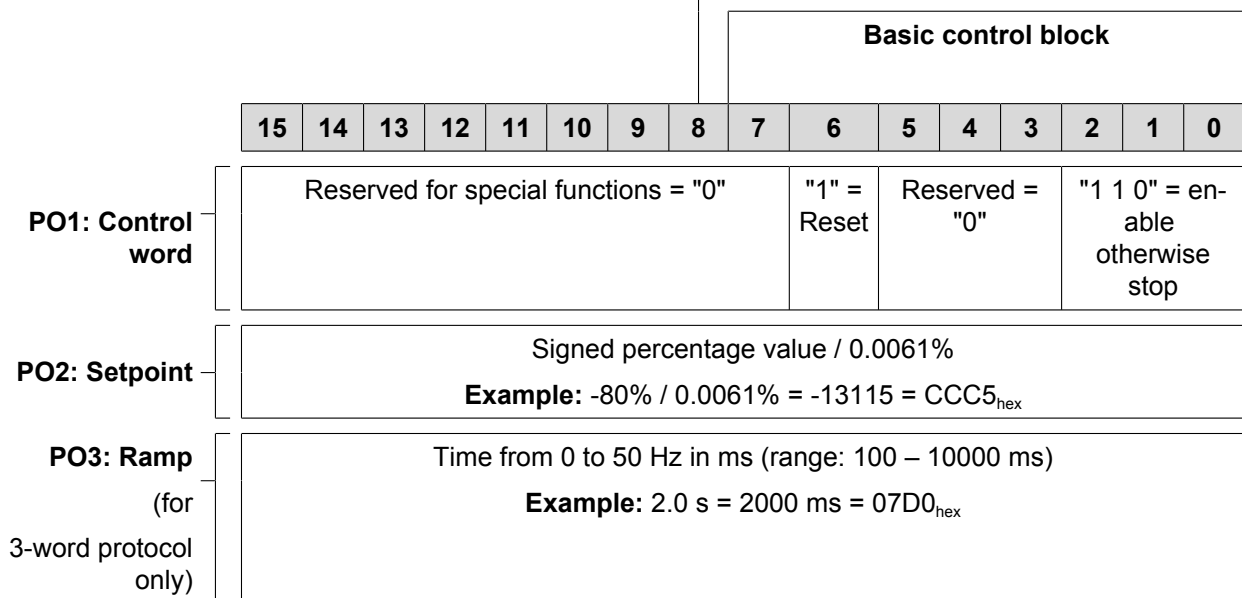 Basic control block
15 14 13 12 11 10 9 8 7 6 5 4 3 2 1 0
PO1: Control
word
Reserved for special functions = "0"
"1" =
Reset
Reserved =
"0"
"1 1 0" = en-
able
otherwise
stop
PO2: Setpoint
Signed percentage value / 0.0061%
Example: -80% / 0.0061% = -13115 = CCC5hex
PO3: Ramp
(for
3-word protocol
only)
Time from 0 to 50 Hz in ms (range: 100 – 10000 ms)
Example: 2.0 s = 2000 ms = 07D0hex